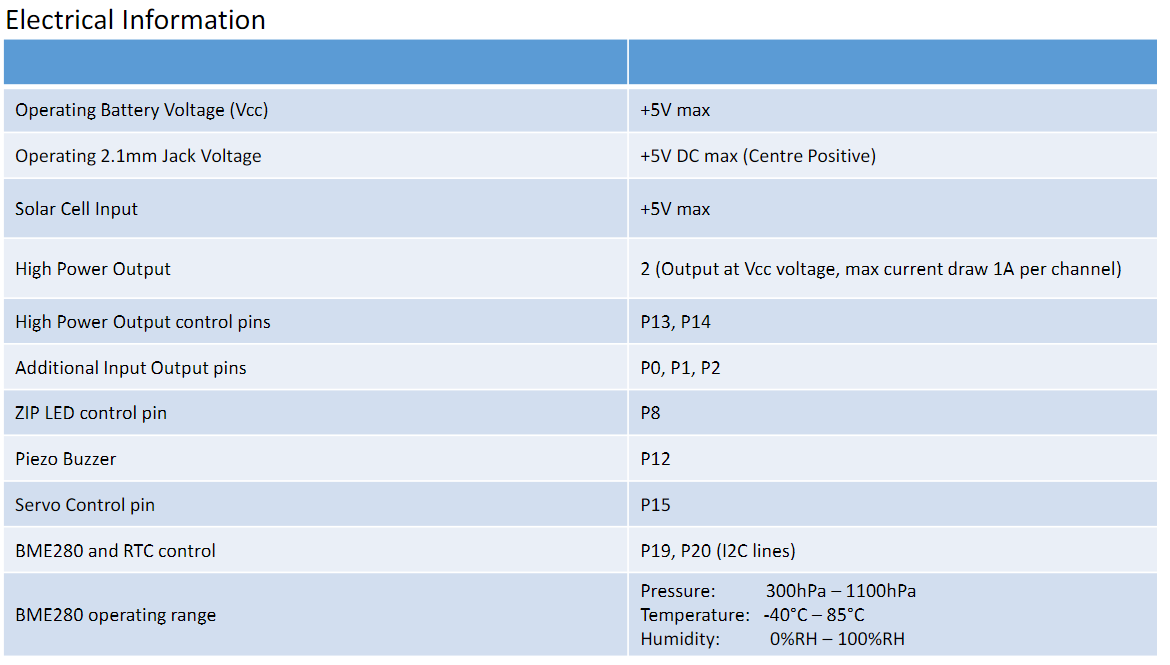 Electrical Information
Operating Battery Voltage (Vcc) +5V max
Operating 2.1mm Jack Voltage +5V DC max (Centre Positive)
Solar Cell Input +5V max
High Power Output 2 (Output at Vcc voltage, max current draw 1A per channel)
High Power Output control pins P13, P14
Additional Input Output pins P0, P1, P2
ZIP LED control pin P8
Piezo Buzzer P12
Servo Control pin P15
BME280 and RTC control P19, P20 (I2C lines)
BME280 operating range
Pressure: 300hPa – 1100hPa
Temperature: -40°C – 85°C
Humidity: 0%RH – 100%RH